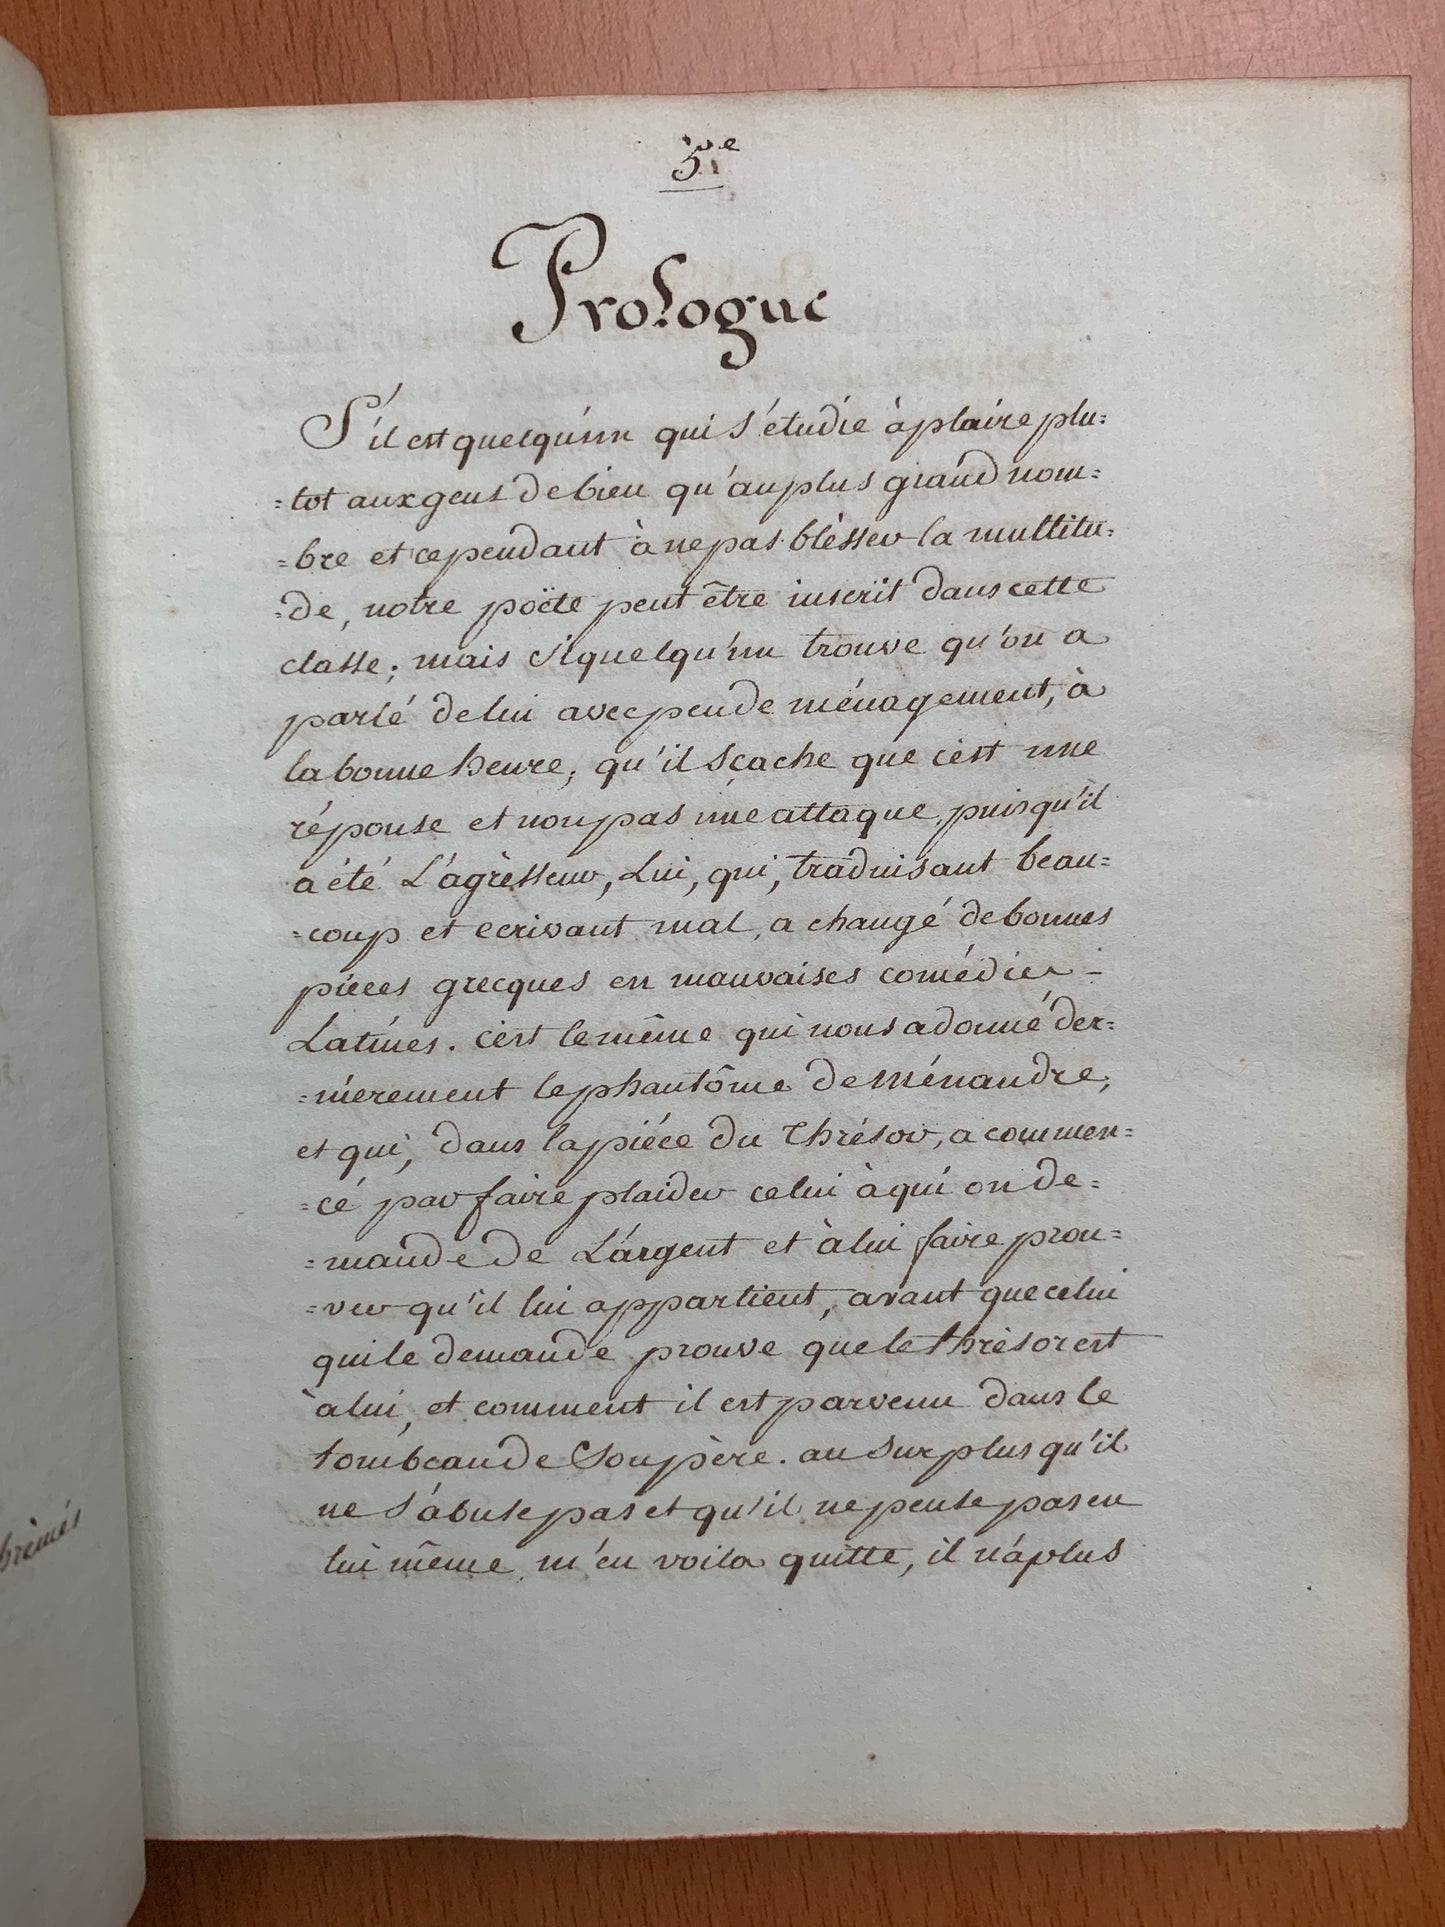 5.e
Prologue
S'il est quelqu'un qui s'étudie à plaire plu=
=tot aux gens de bien qu'au plus grand nom=
=bre et cependant à ne pas blèsser la multitu=
=de, notre poëte peut être inscrit dans cette
classe; mais si quelqu'un trouve qu'on a
parlé de lui avec peu de ménagement, à
la bonne heure, qu'il sçache que c'est une
réponse et non pas une attaque, puisqu'il
a été L'agrèsseur, Lui, qui, traduisant beau=
=coup et ecrivant mal, a changé de bonnes
pieces grecques en mauvaises comédies -
Latines. c'est le même qui nous a donné der=
=nierement le phantôme de Ménandre,
et qui, dans la piéce du Thrésor, a commen=
=cé par faire plaider celui à qui on de=
=mande de L'argent et à lui faire prou=
=ver qu'il lui appartient, avant que celui
qui le demande prouve que le thrésor est
à lui, et comment il est parvenu dans le
tombeau de son père. au surplus qu'il
ne s'abuse pas et qu'il ne pense pas en
lui même, m'en voila quitte, il n'a plus
brimés